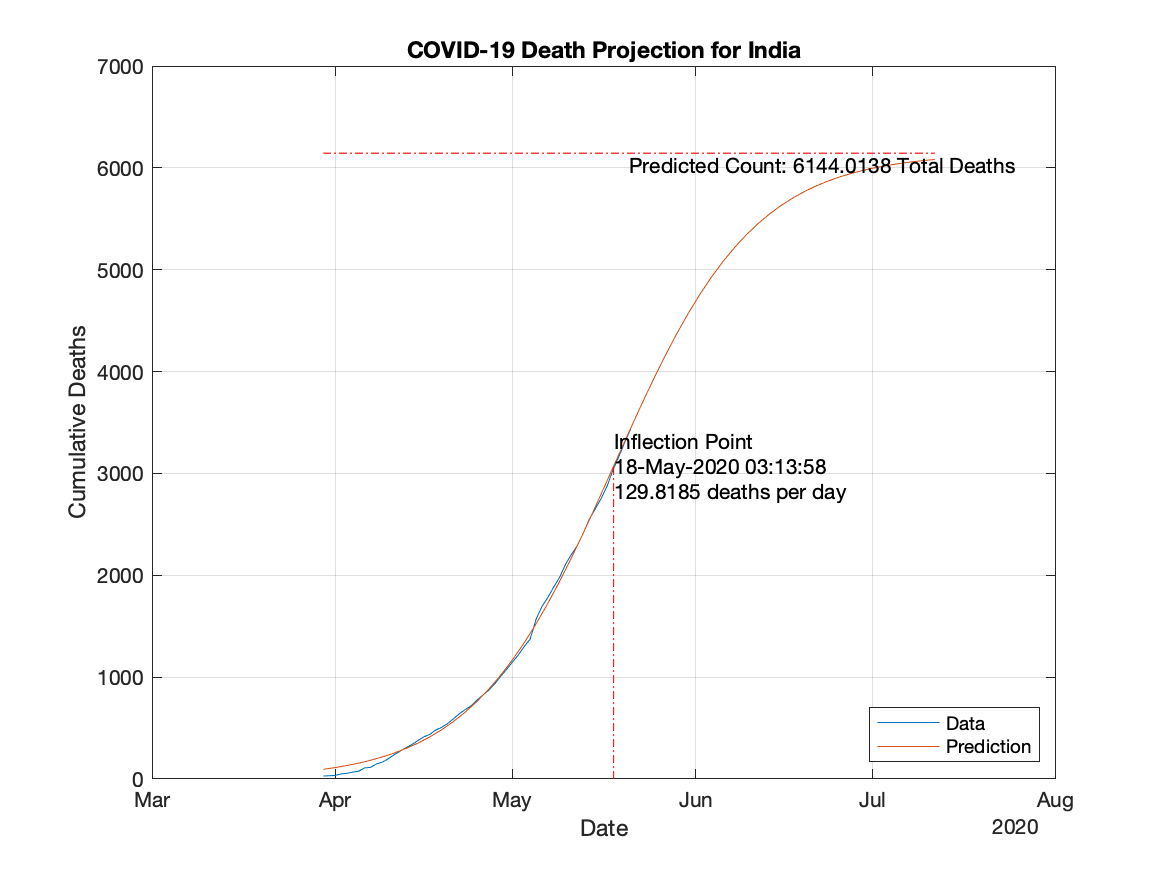 COVID-19 Death Projection for India
7000
6000
5000
4000
3000
2000
1000
0
Cumulative Deaths
Predicted Count: 6144.0138 Total Deaths
Inflection Point
18-May-2020 03:13:58
129.8185 deaths per day
Data
Prediction
Mar Apr May Jun Jul Aug
Date
2020